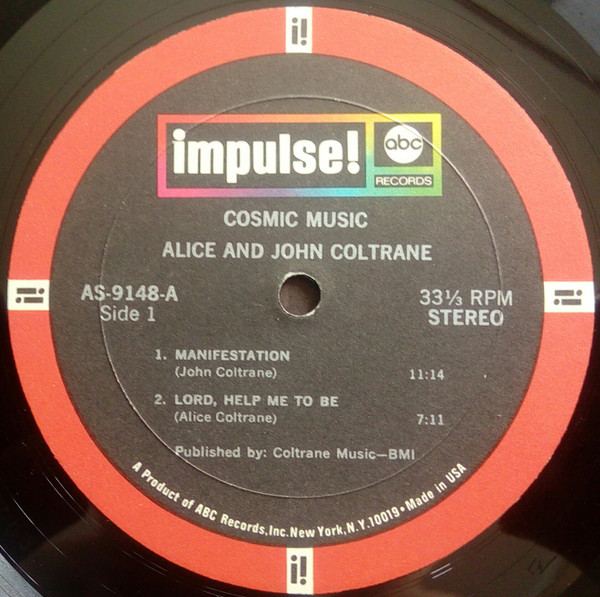 i!
impulse!
abc
RECORDS
COSMIC MUSIC
ALICE AND JOHN COLTRANE
AS-9148-A
Side 1
33⅓ RPM
STEREO
1. MANIFESTATION
(John Coltrane) 11:14
2. LORD, HELP ME TO BE
(Alice Coltrane) 7:11
Published by: Coltrane Music—BMI
A Product of ABC Records, Inc. New York, N.Y. 10019 • Made in USA
i!
i!
i!